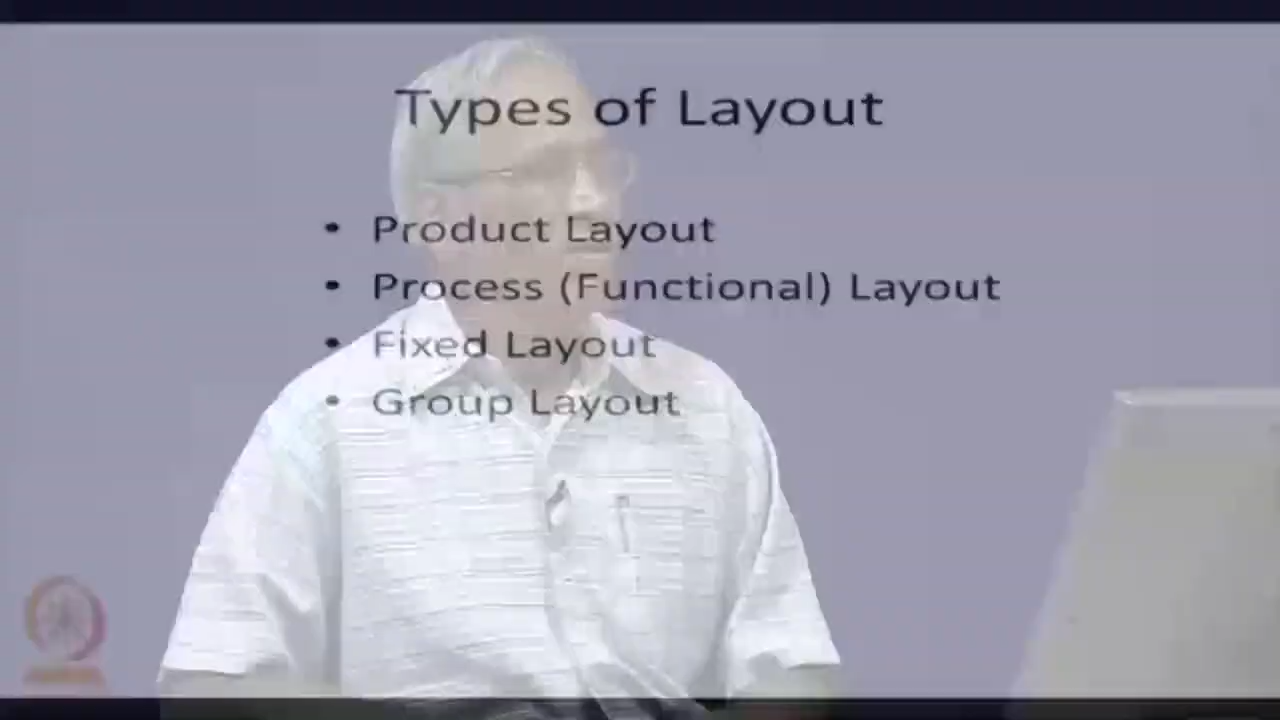 Types of Layout
• Product Layout
• Process (Functional) Layout
• Fixed Layout
• Group Layout